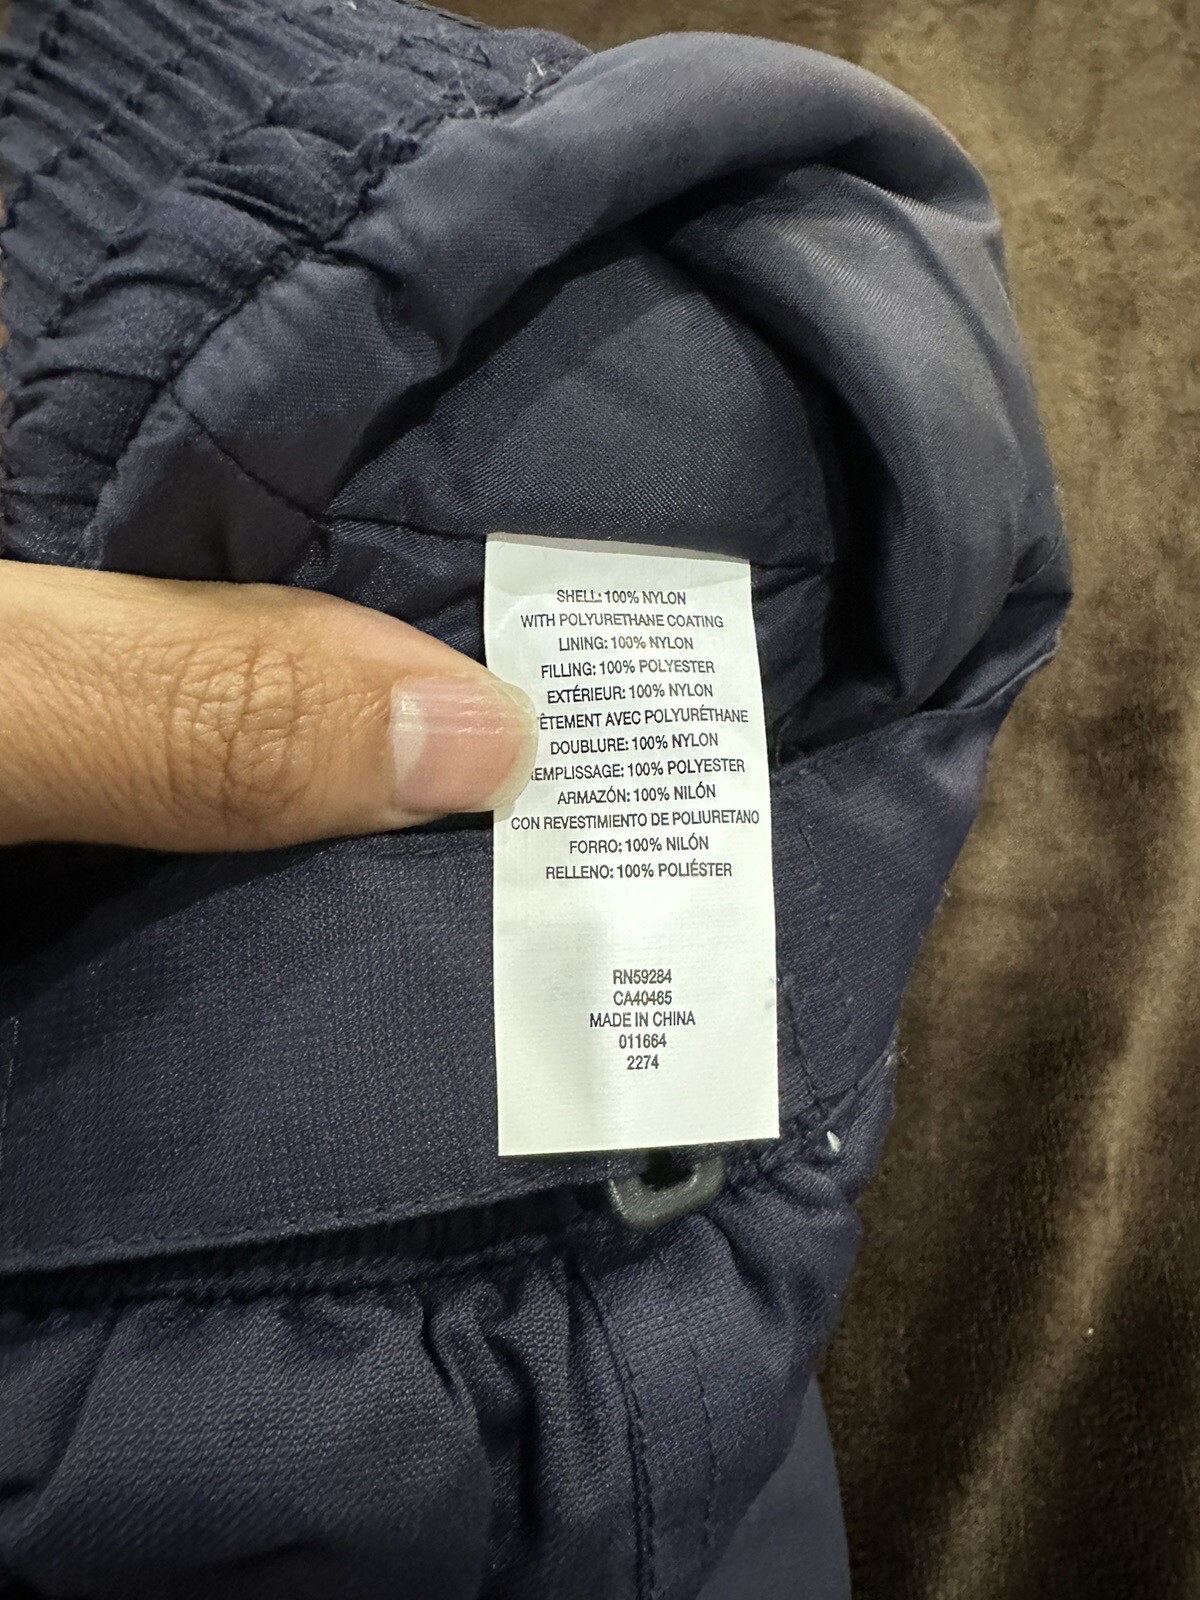 SHELL: 100% NYLON
WITH POLYURETHANE COATING
LINING: 100% NYLON
FILLING: 100% POLYESTER
EXTÉRIEUR: 100% NYLON
AVEC POLYURÉTHANE
DOUBLURE: 100% NYLON
100% POLYESTER
ARMAZÓN: 100% NILÓN
CON REVESTIMIENTO DE POLIURETANO
FORRO: 100% NILÓN
RELLENO: 100% POLIÉSTER
RN59284
CA40465
MADE IN CHINA
011664
2274